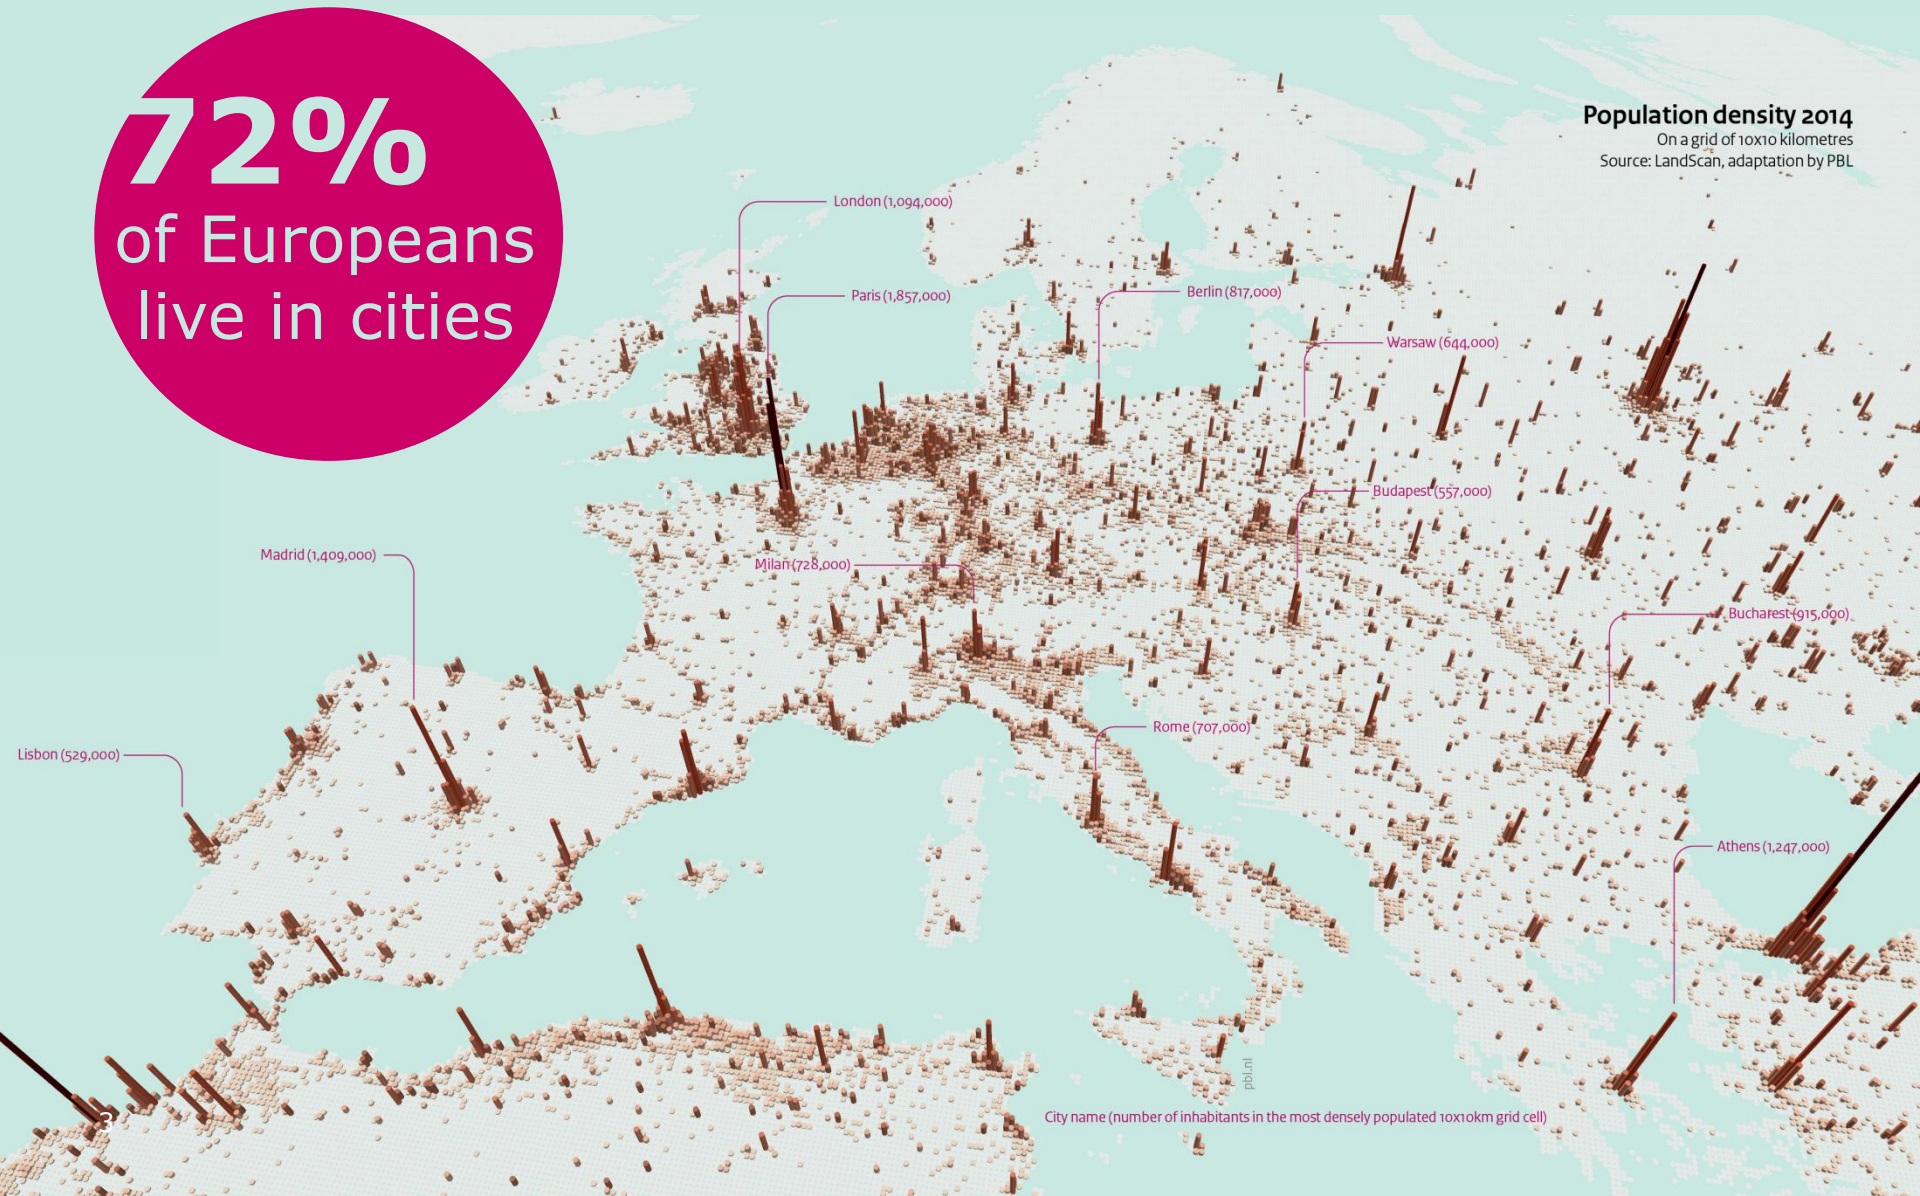 72%
of Europeans
live in cities
Population density 2014
On a grid of 10x10 kilometres
Source: LandScan, adaptation by PBL
London (1,094,000)
Paris (1,857,000)
Berlin (817,000)
Warsaw (644,000)
Budapest (557,000)
Madrid (1,409,000)
Milan (728,000)
Bucharest (915,000)
Rome (707,000)
Lisbon (529,000)
Athens (1,247,000)
pbl.nl
City name (number of inhabitants in the most densely populated 10x10km grid cell)
3